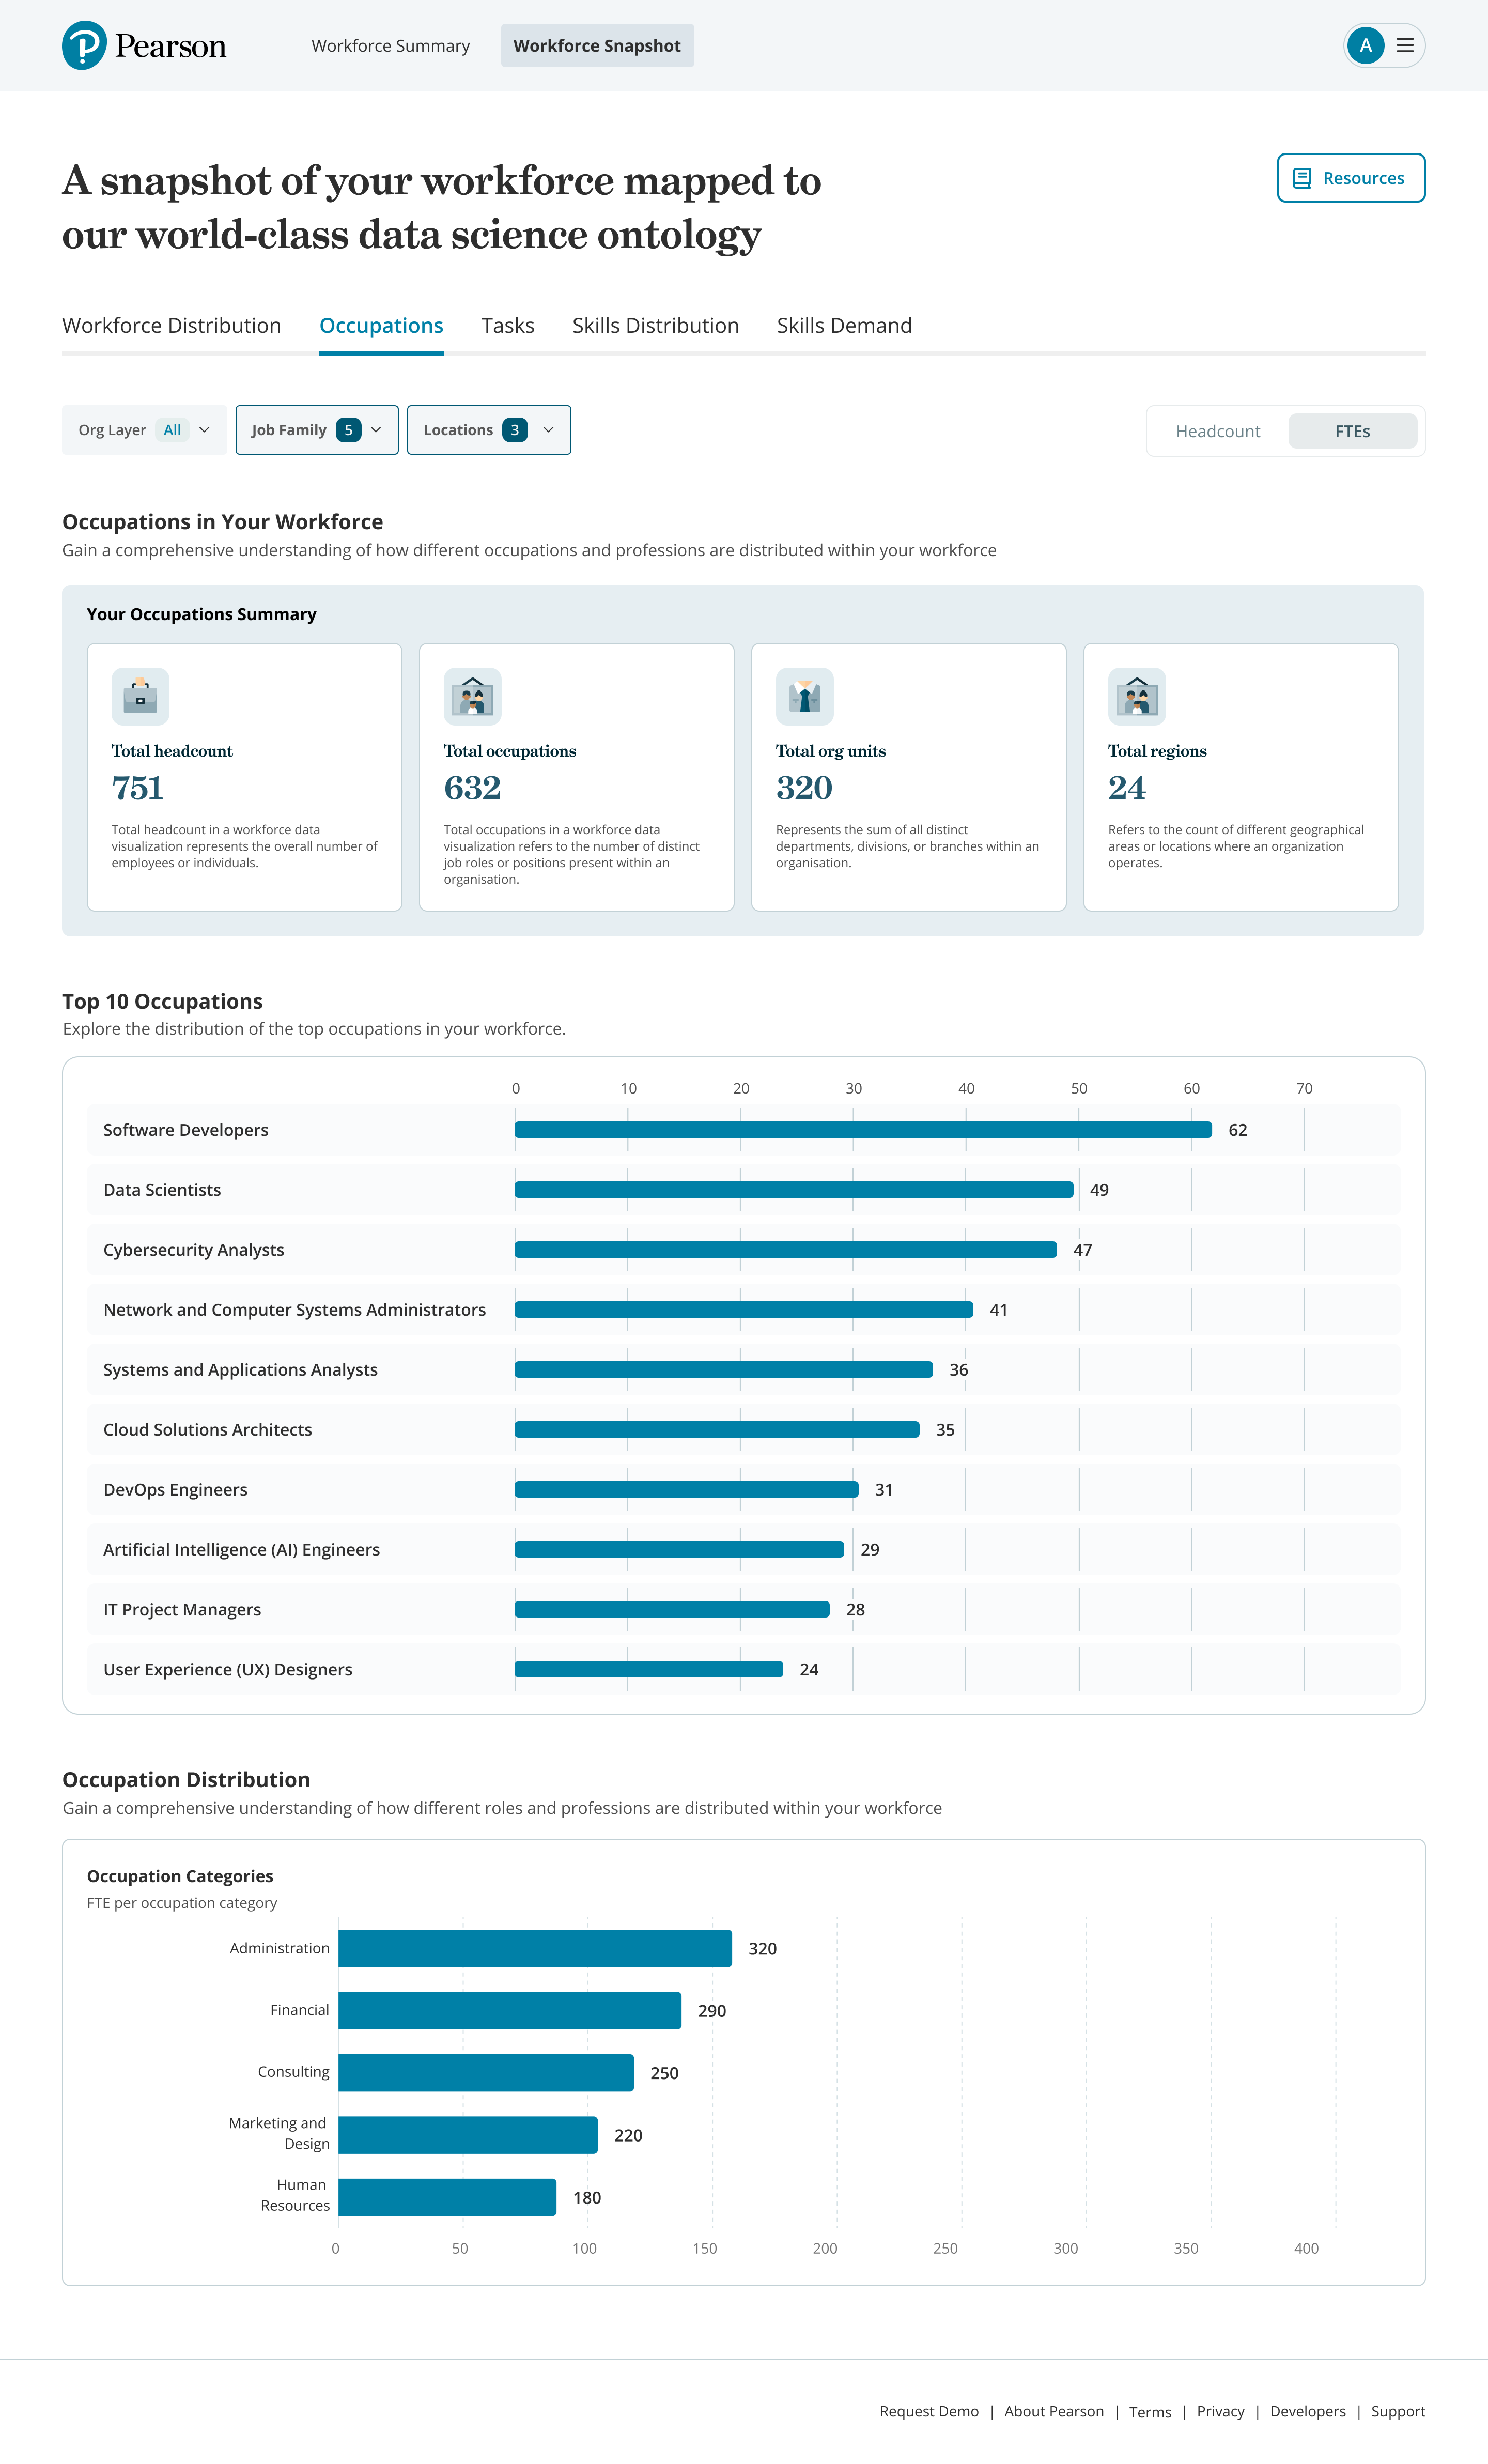 Pearson
Workforce Summary
Workforce Snapshot
A
A snapshot of your workforce mapped to
our world-class data science ontology
Resources
Workforce Distribution
Occupations
Tasks
Skills Distribution
Skills Demand
Org Layer All
Job Family 5
Locations 3
Headcount
FTEs
Occupations in Your Workforce
Gain a comprehensive understanding of how different occupations and professions are distributed within your workforce
Your Occupations Summary
Total headcount
751
Total headcount in a workforce data
visualization represents the overall number of
employees or individuals.
Total occupations
632
Total occupations in a workforce data
visualization refers to the number of distinct
job roles or positions present within an
organisation.
Total org units
320
Represents the sum of all distinct
departments, divisions, or branches within an
organisation.
Total regions
24
Refers to the count of different geographical
areas or locations where an organization
operates.
Top 10 Occupations
Explore the distribution of the top occupations in your workforce.
0 10 20 30 40 50 60 70
Software Developers 62
Data Scientists 49
Cybersecurity Analysts 47
Network and Computer Systems Administrators 41
Systems and Applications Analysts 36
Cloud Solutions Architects 35
DevOps Engineers 31
Artificial Intelligence (AI) Engineers 29
IT Project Managers 28
User Experience (UX) Designers 24
Occupation Distribution
Gain a comprehensive understanding of how different roles and professions are distributed within your workforce
Occupation Categories
FTE per occupation category
Administration 320
Financial 290
Consulting 250
Marketing and
Design 220
Human
Resources 180
0 50 100 150 200 250 300 350 400
Request Demo | About Pearson | Terms | Privacy | Developers | Support